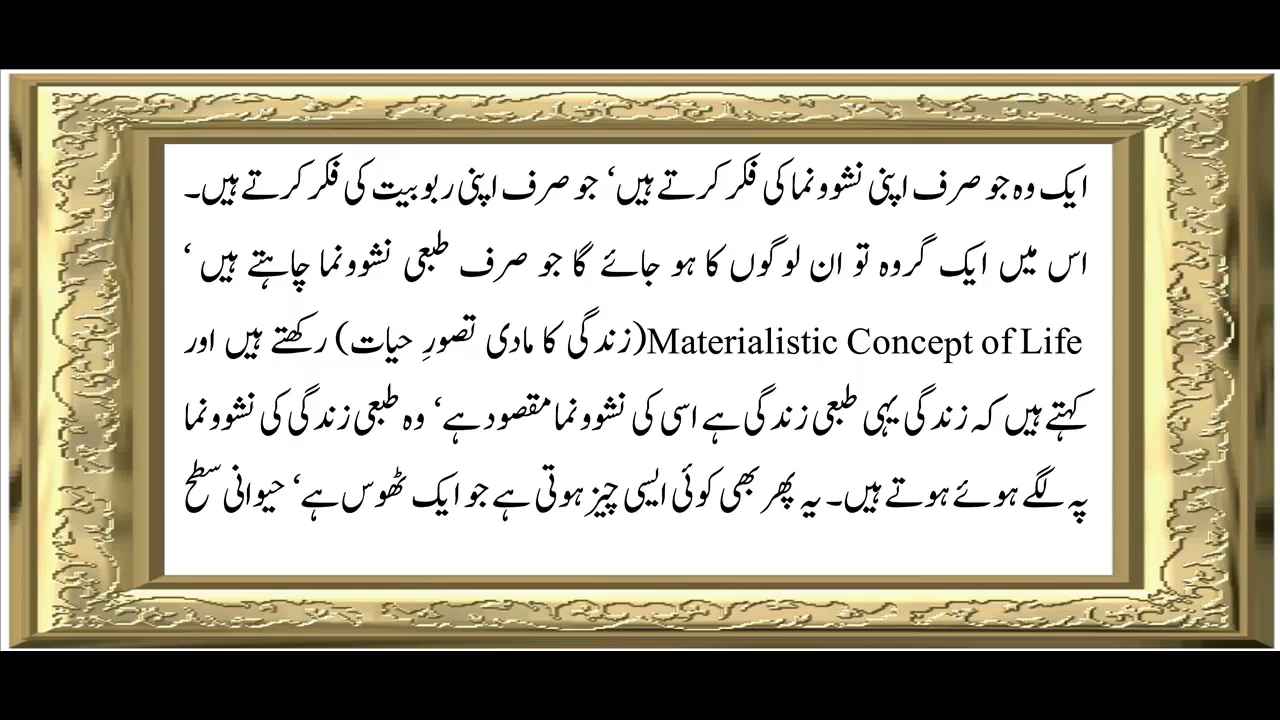 ایک وہ جو صرف اپنی نشوونما کی فکر کرتے ہیں‘ جو صرف اپنی ربوبیت کی فکر کرتے ہیں۔
اس میں ایک گروہ تو ان لوگوں کا ہو جائے گا جو صرف طبعی نشوونما چاہتے ہیں‘
Materialistic Concept of Life(زندگی کا مادی تصورِ حیات) رکھتے ہیں اور
کہتے ہیں کہ زندگی یہی طبعی زندگی ہے اسی کی نشوونما مقصود ہے‘ وہ طبعی زندگی کی نشوونما
پہ لگے ہوئے ہوتے ہیں۔ یہ پھر بھی کوئی ایسی چیز ہوتی ہے جو ایک ٹھوس ہے‘ حیوانی سطح